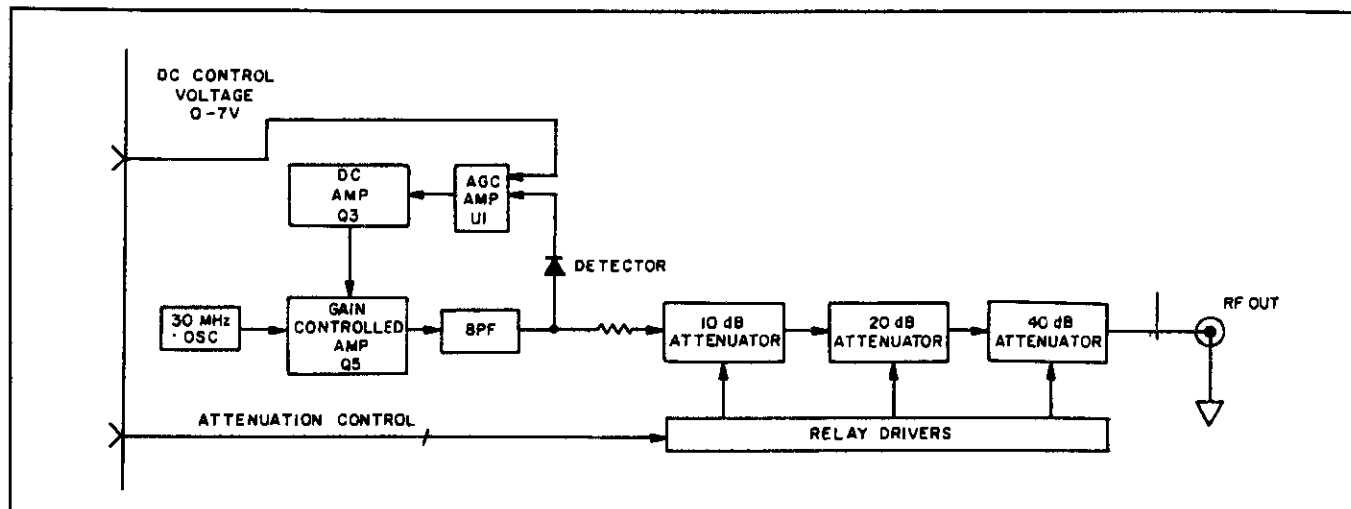 DC CONTROL
VOLTAGE
0-7V
DC
AMP
Q3
AGC
AMP
U1
DETECTOR
30 MHz
OSC
GAIN
CONTROLLED
AMP
Q5
BPF
10 dB
ATTENUATOR
20 dB
ATTENUATOR
40 dB
ATTENUATOR
RF OUT
ATTENUATION CONTROL
RELAY DRIVERS